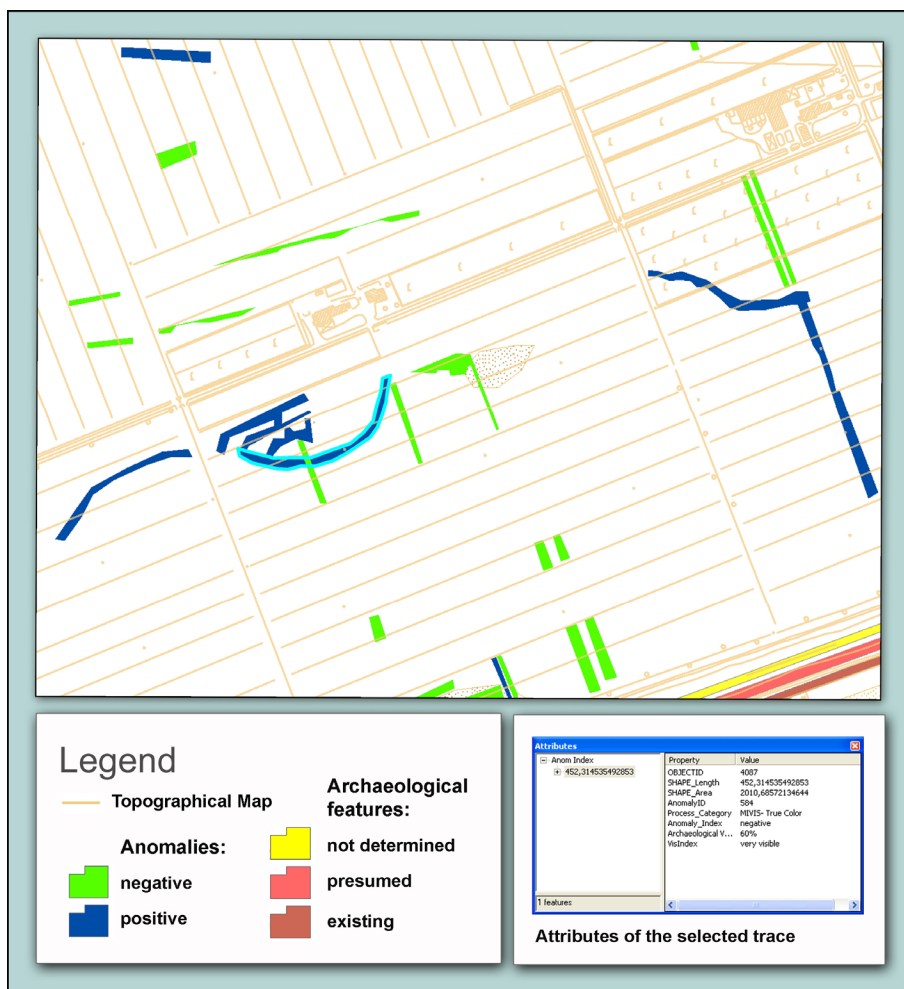 Legend
Topographical Map
Anomalies:
negative
positive
Archaeological
features:
not determined
presumed
existing
Attributes
Anom Index
452,314535492853
1 features
Property Value
OBJECTID 4087
SHAPE_Length 452,314535492853
SHAPE_Area 2010,68572134644
AnomalyID 584
Process_Category MIVIS- True Color
Anomaly_Index negative
Archaeological V... 60%
VisIndex very visible
Attributes of the selected trace